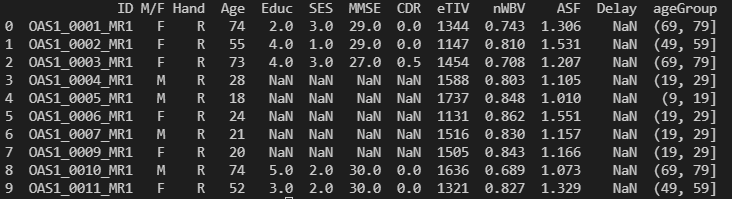 ID M/F Hand Age Educ SES MMSE CDR eTIV nWBV ASF Delay ageGroup
0 OAS1_0001_MR1 F R 74 2.0 3.0 29.0 0.0 1344 0.743 1.306 NaN (69, 79]
1 OAS1_0002_MR1 F R 55 4.0 1.0 29.0 0.0 1147 0.810 1.531 NaN (49, 59]
2 OAS1_0003_MR1 F R 73 4.0 3.0 27.0 0.5 1454 0.708 1.207 NaN (69, 79]
3 OAS1_0004_MR1 M R 28 NaN NaN NaN NaN 1588 0.803 1.105 NaN (19, 29]
4 OAS1_0005_MR1 M R 18 NaN NaN NaN NaN 1737 0.848 1.010 NaN (9, 19]
5 OAS1_0006_MR1 F R 24 NaN NaN NaN NaN 1131 0.862 1.551 NaN (19, 29]
6 OAS1_0007_MR1 M R 21 NaN NaN NaN NaN 1516 0.830 1.157 NaN (19, 29]
7 OAS1_0009_MR1 F R 20 NaN NaN NaN NaN 1505 0.843 1.166 NaN (19, 29]
8 OAS1_0010_MR1 M R 74 5.0 2.0 30.0 0.0 1636 0.689 1.073 NaN (69, 79]
9 OAS1_0011_MR1 F R 52 3.0 2.0 30.0 0.0 1321 0.827 1.329 NaN (49, 59]